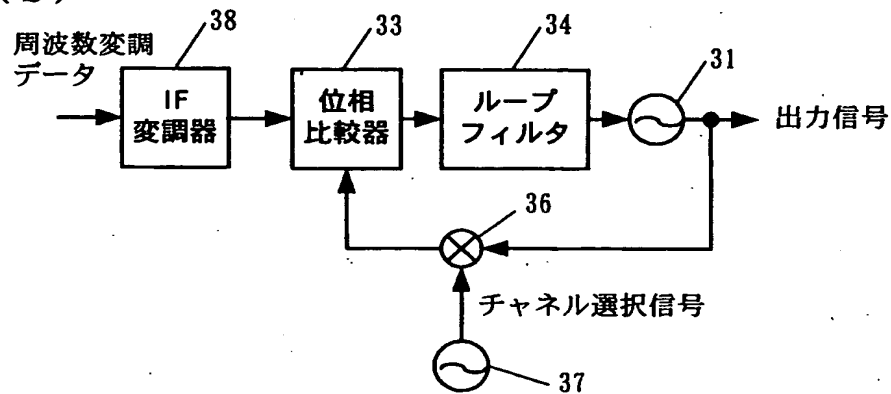 周波数変調
データ
38
IF
変調器
33
位相
比較器
34
ループ
フィルタ
31
出力信号
36
チャネル選択信号
37